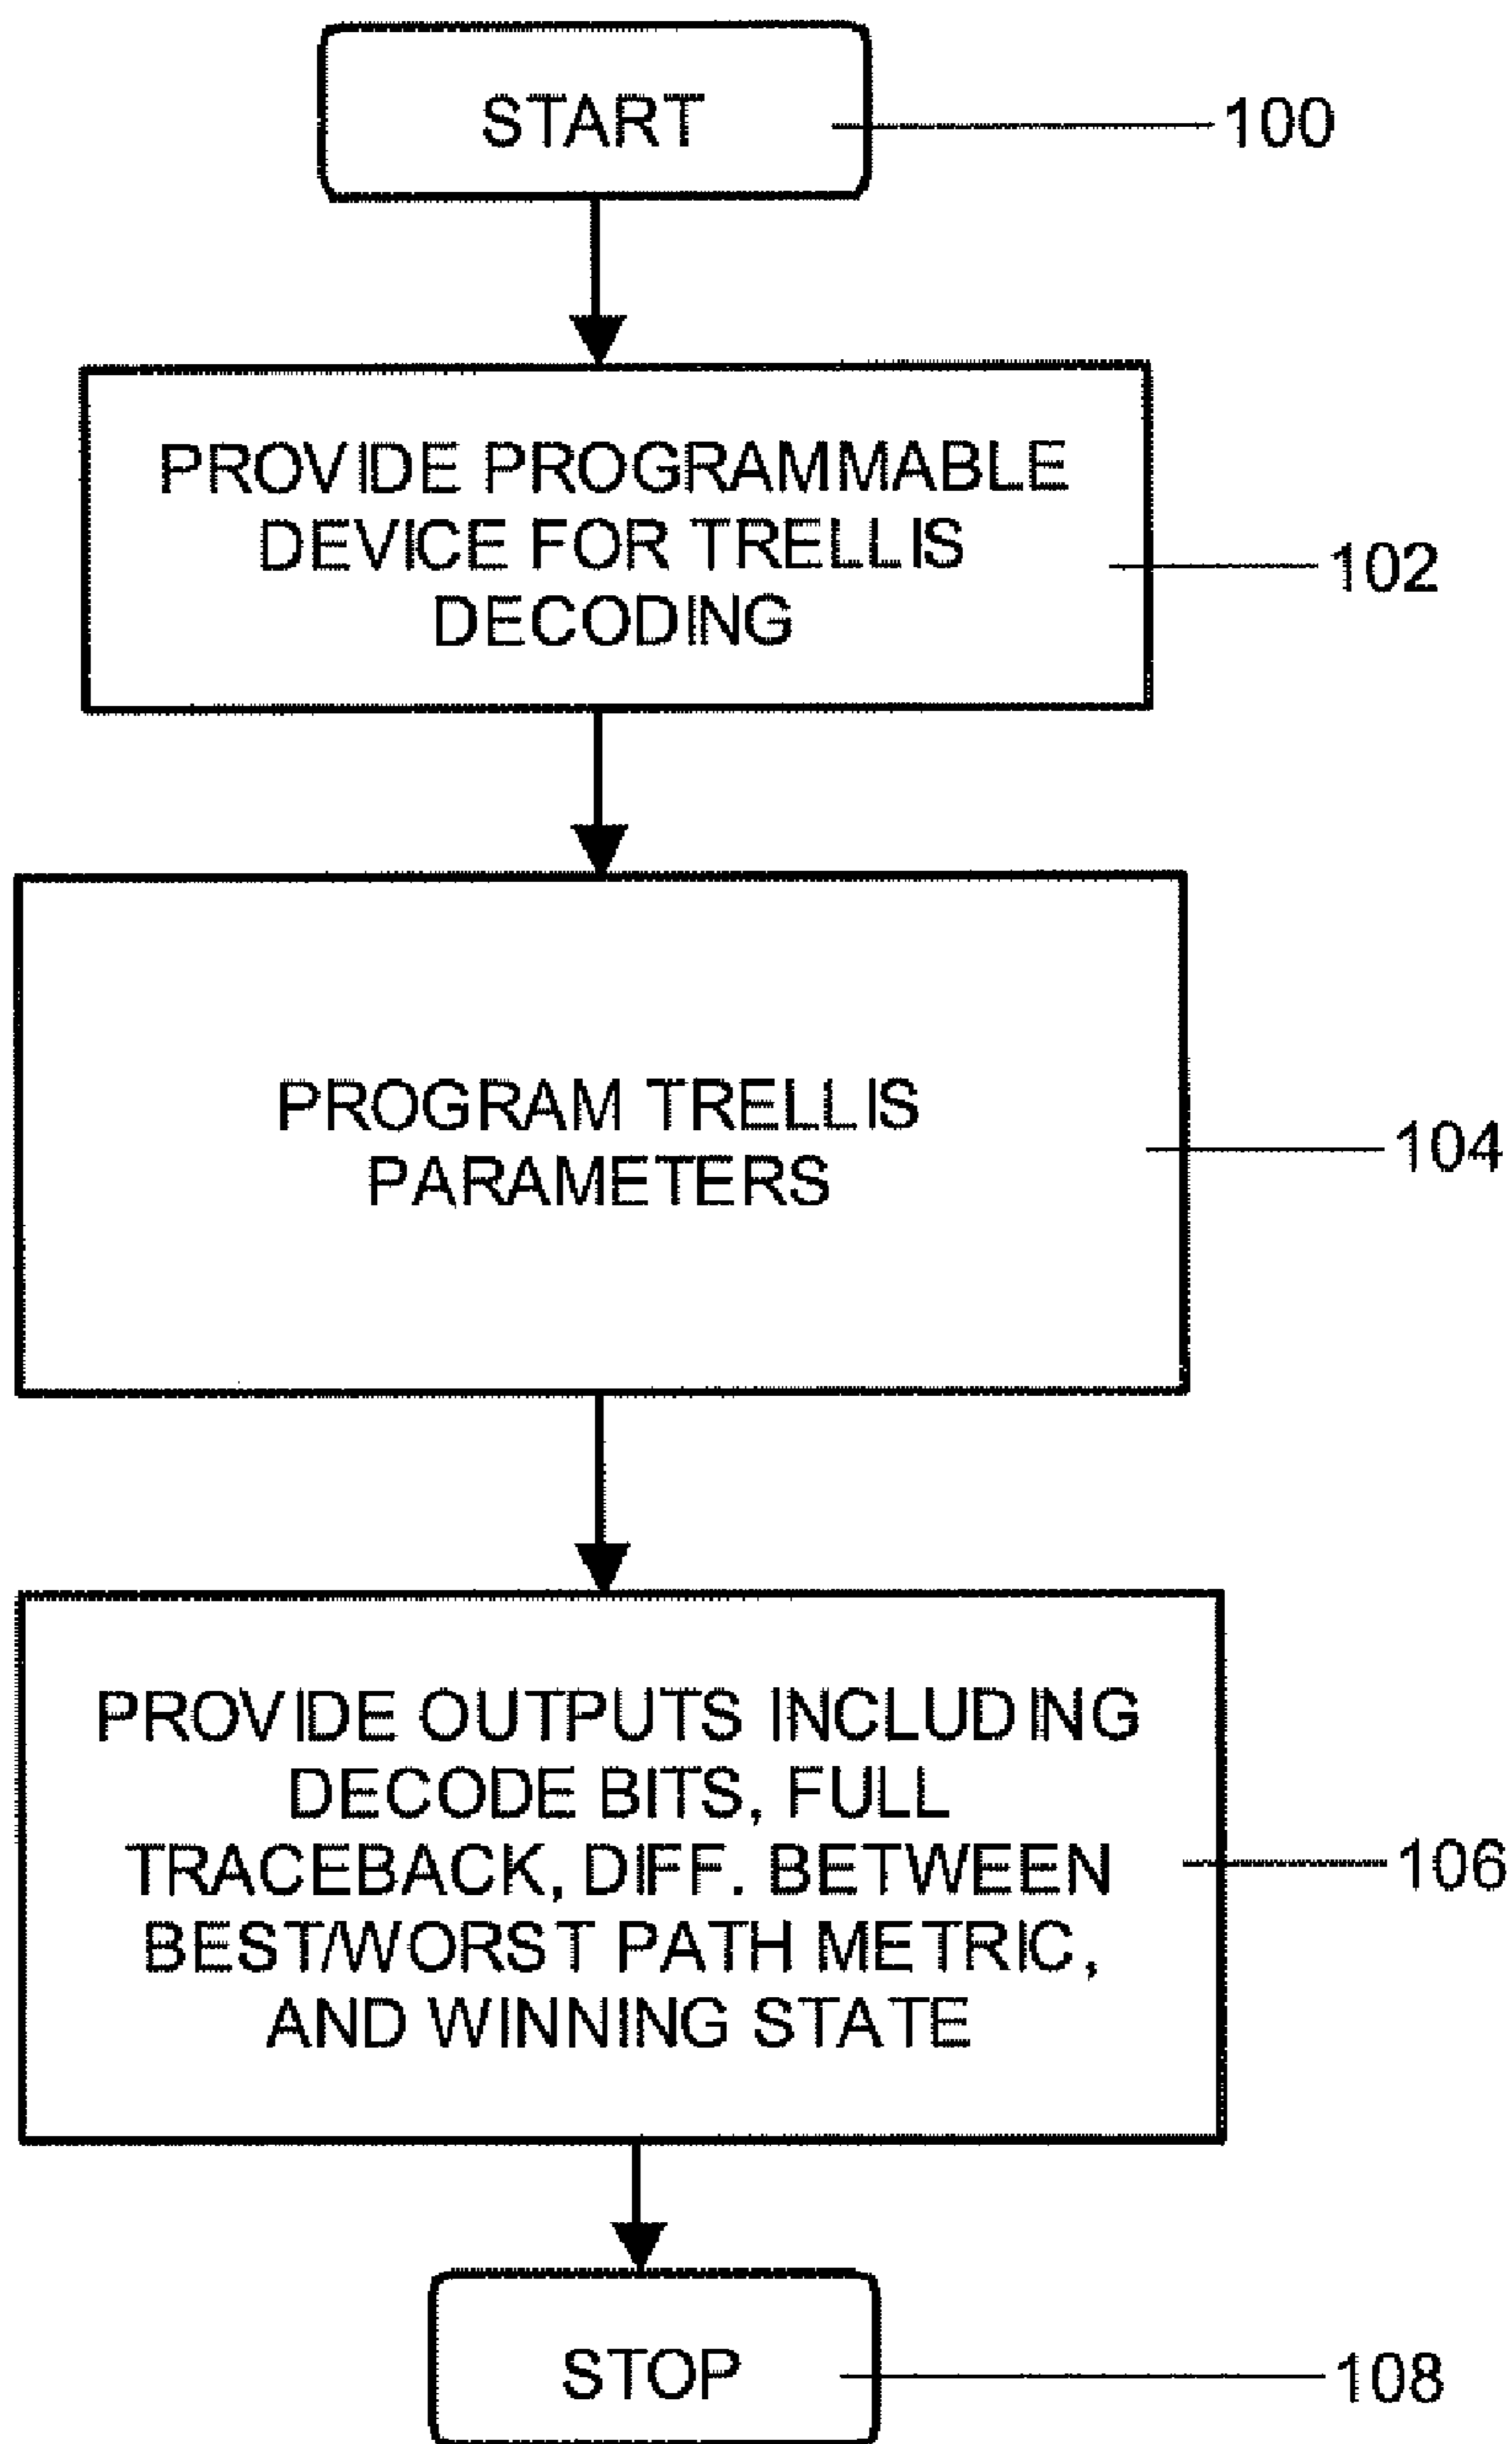 START
100
PROVIDE PROGRAMMABLE
DEVICE FOR TRELLIS
DECODING
102
PROGRAM TRELLIS
PARAMETERS
104
PROVIDE OUTPUTS INCLUDING
DECODE BITS, FULL
TRACEBACK, DIFF. BETWEEN
BEST/WORST PATH METRIC,
AND WINNING STATE
106
STOP
108